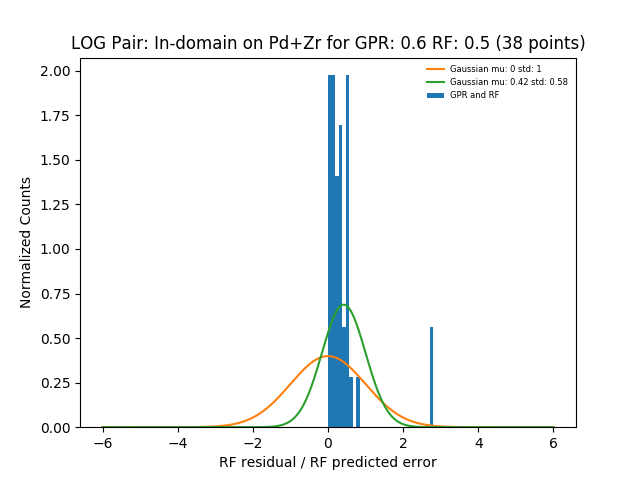 LOG Pair: In-domain on Pd+Zr for GPR: 0.6 RF: 0.5 (38 points)
Gaussian mu: 0 std: 1
Gaussian mu: 0.42 std: 0.58
GPR and RF
Normalized Counts
2.00
1.75
1.50
1.25
1.00
0.75
0.50
0.25
0.00
−6 −4 −2 0 2 4 6
RF residual / RF predicted error